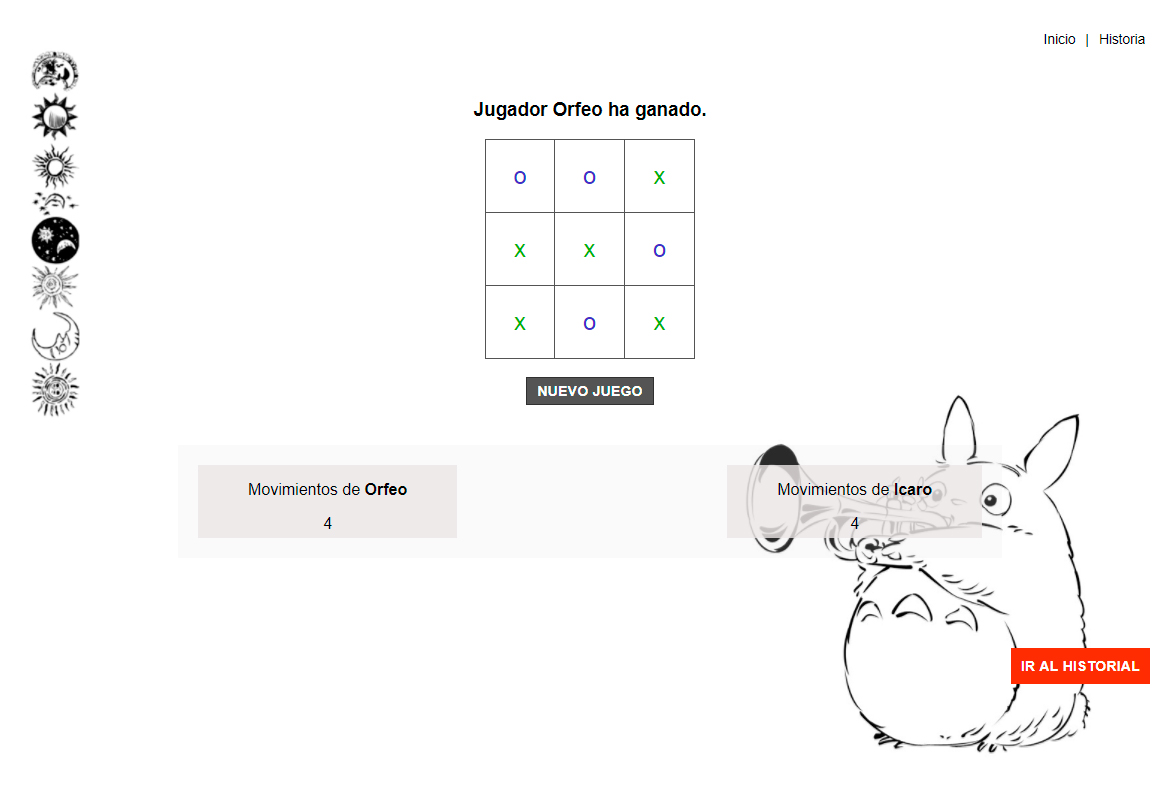 Inicio | Historia
Jugador Orfeo ha ganado.
O O X
X X O
X O X
NUEVO JUEGO
Movimientos de Orfeo
4
Movimientos de Icaro
4
IR AL HISTORIAL